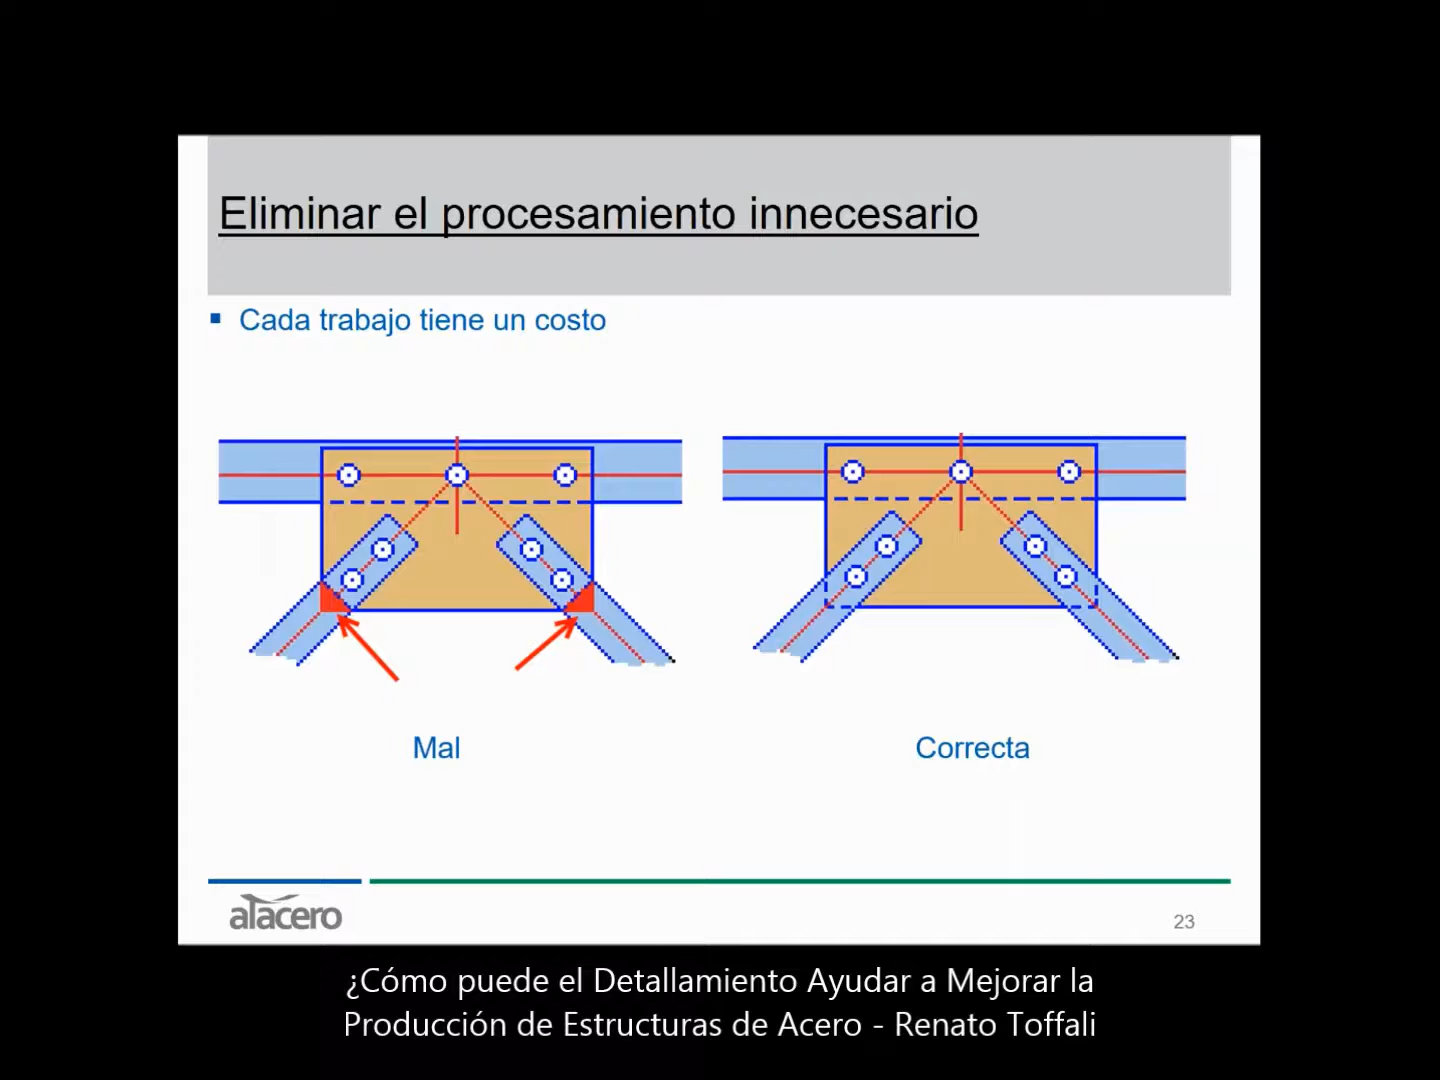 Eliminar el procesamiento innecesario
Cada trabajo tiene un costo
Mal
Correcta
alacero
23
¿Cómo puede el Detallamiento Ayudar a Mejorar la
Producción de Estructuras de Acero - Renato Toffali